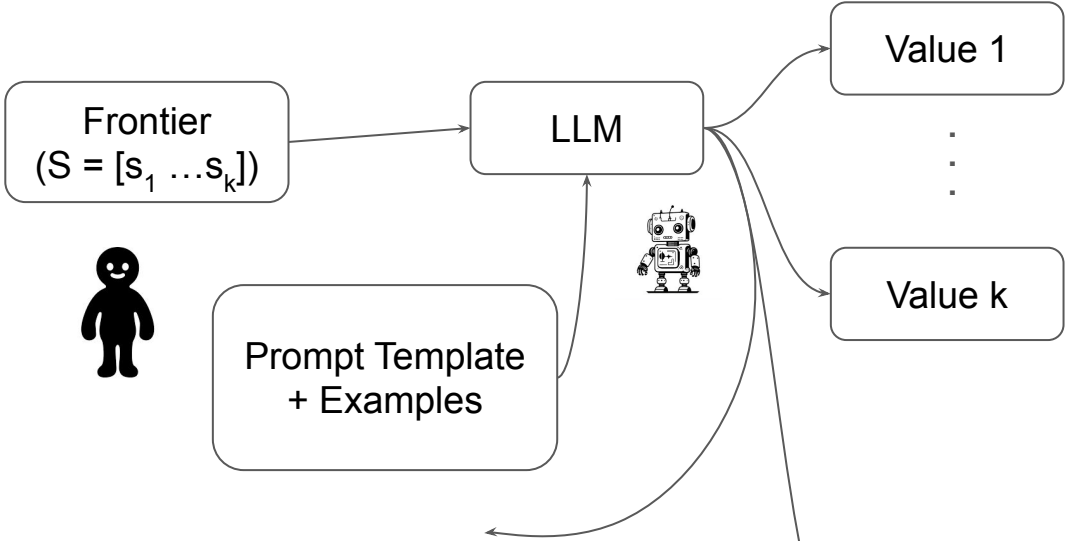 Frontier
(S = [s₁ …sₖ])
LLM
Prompt Template
+ Examples
Value 1
.
.
.
Value k